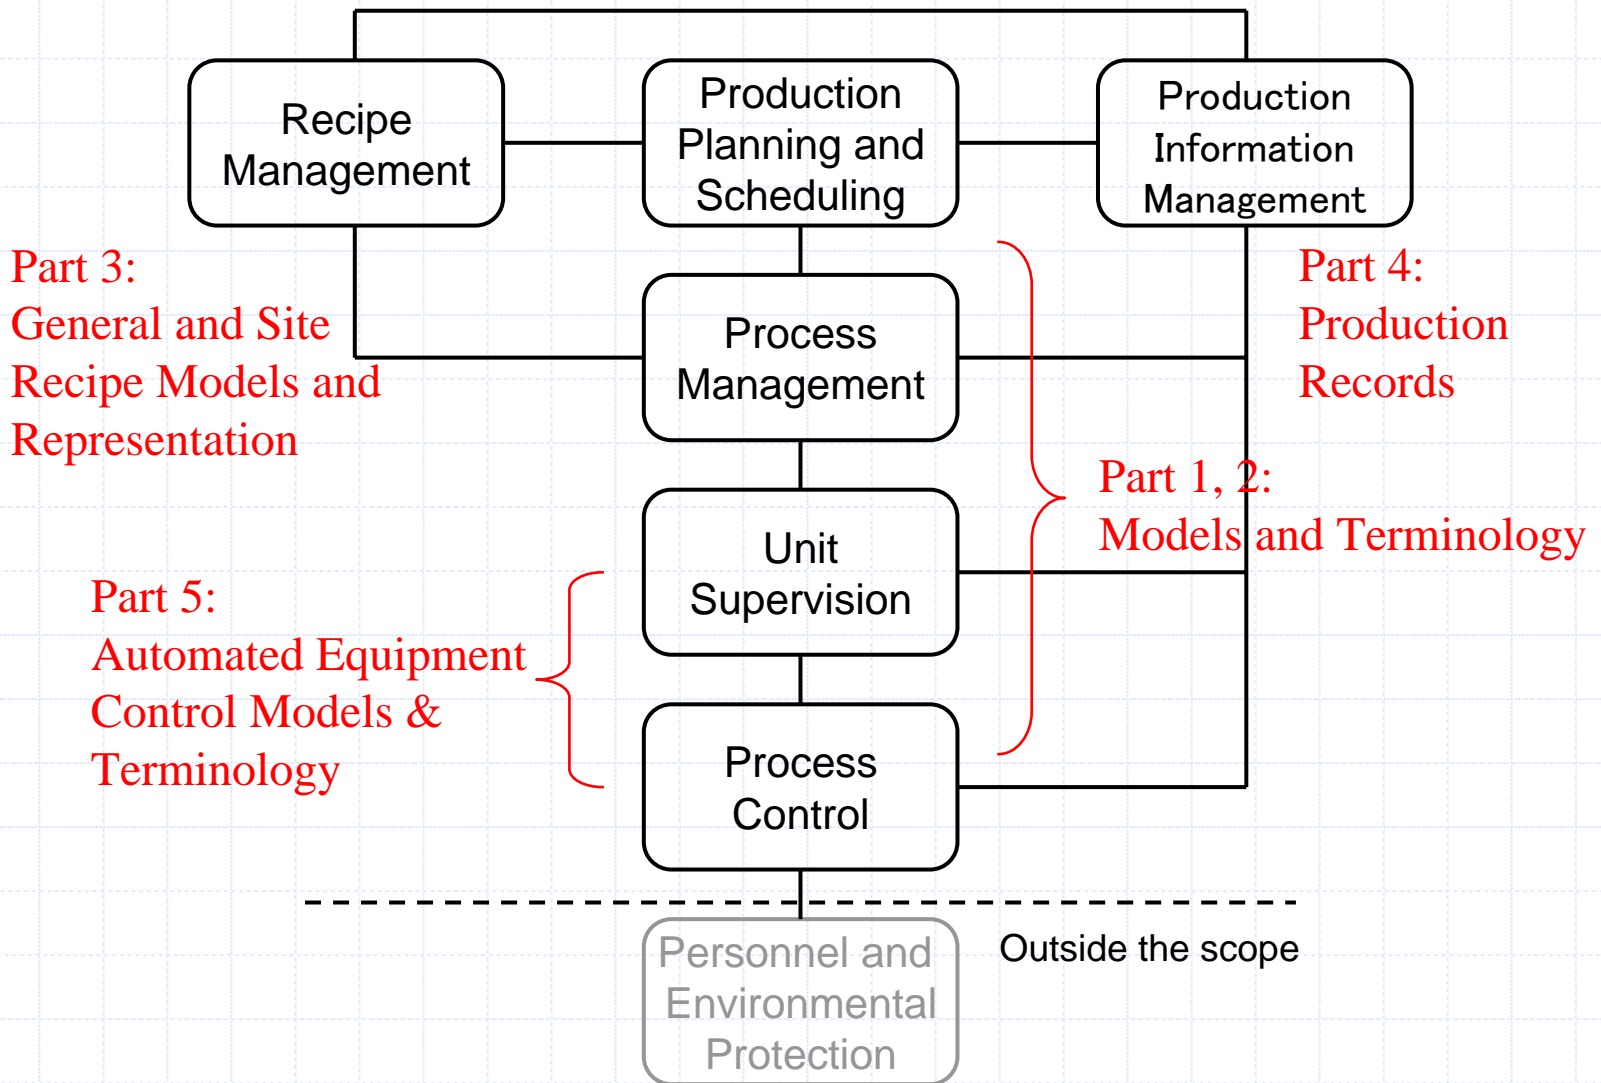 Recipe
Management
Production
Planning and
Scheduling
Production
Information
Management
Part 3:
General and Site
Recipe Models and
Representation
Process
Management
Part 4:
Production
Records
Part 1, 2:
Models and Terminology
Unit
Supervision
Part 5:
Automated Equipment
Control Models &
Terminology
Process
Control
Outside the scope
Personnel and
Environmental
Protection